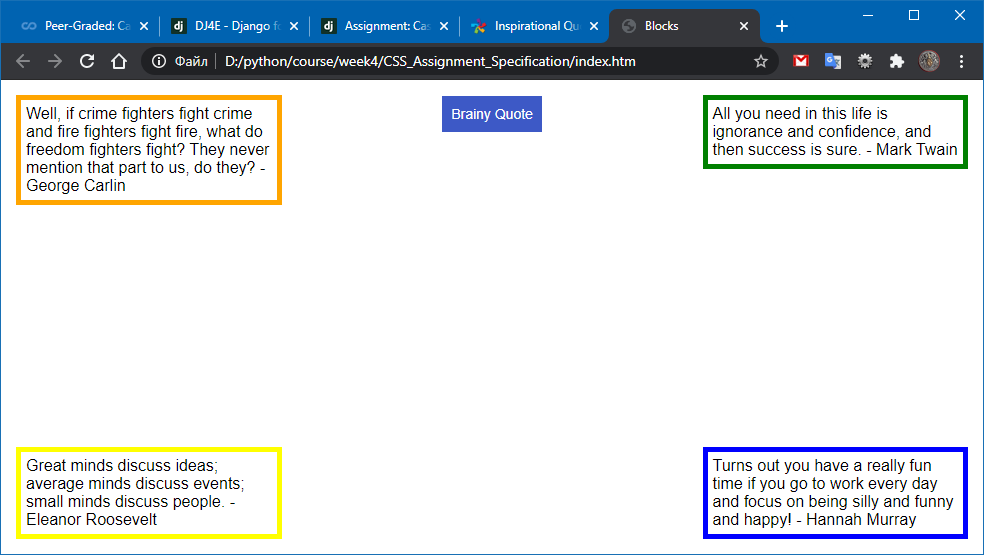 Peer-Graded: Ca
DJ4E - Django fo
Assignment: Cas
Inspirational Qu
Blocks
Файл
D:/python/course/week4/CSS_Assignment_Specification/index.htm
Well, if crime fighters fight crime
and fire fighters fight fire, what do
freedom fighters fight? They never
mention that part to us, do they? -
George Carlin
Brainy Quote
All you need in this life is
ignorance and confidence, and
then success is sure. - Mark Twain
Great minds discuss ideas;
average minds discuss events;
small minds discuss people. -
Eleanor Roosevelt
Turns out you have a really fun
time if you go to work every day
and focus on being silly and funny
and happy! - Hannah Murray